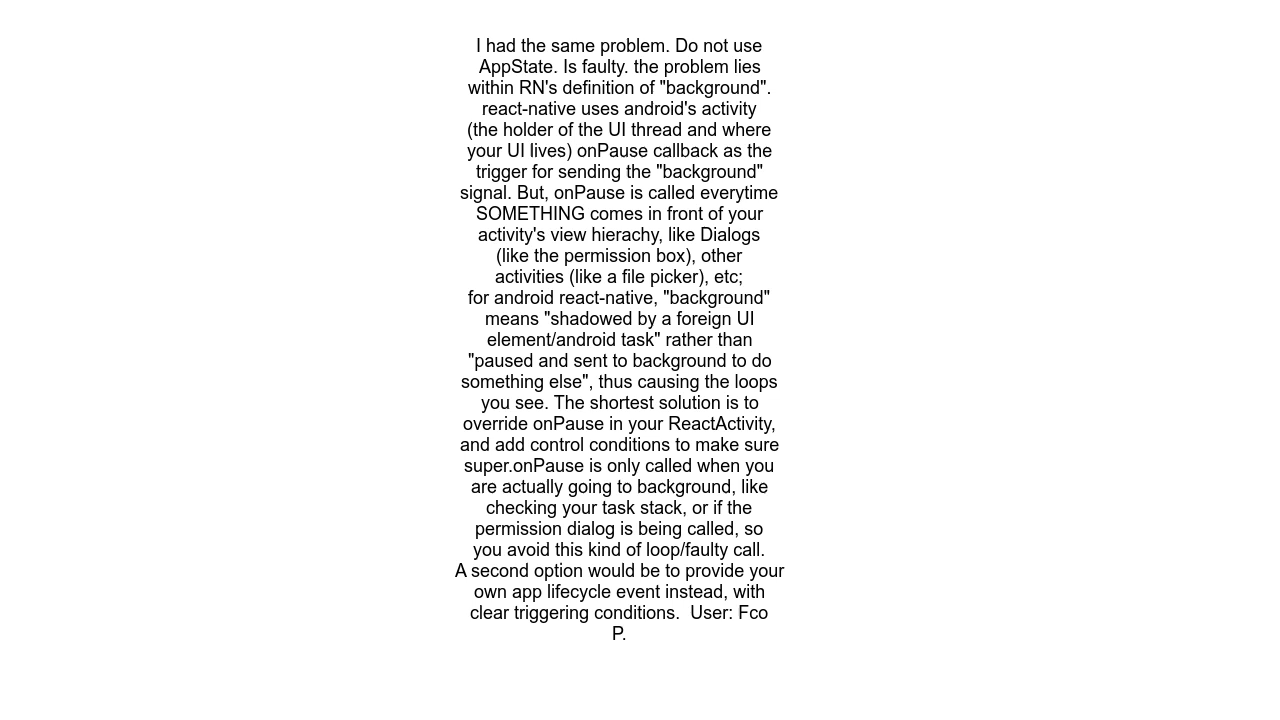 I had the same problem. Do not use
AppState. Is faulty. the problem lies
within RN's definition of "background".
react-native uses android's activity
(the holder of the UI thread and where
your UI lives) onPause callback as the
trigger for sending the "background"
signal. But, onPause is called everytime
SOMETHING comes in front of your
activity's view hierachy, like Dialogs
(like the permission box), other
activities (like a file picker), etc;
for android react-native, "background"
means "shadowed by a foreign UI
element/android task" rather than
"paused and sent to background to do
something else", thus causing the loops
you see. The shortest solution is to
override onPause in your ReactActivity,
and add control conditions to make sure
super.onPause is only called when you
are actually going to background, like
checking your task stack, or if the
permission dialog is being called, so
you avoid this kind of loop/faulty call.
A second option would be to provide your
own app lifecycle event instead, with
clear triggering conditions.  User: Fco
P.